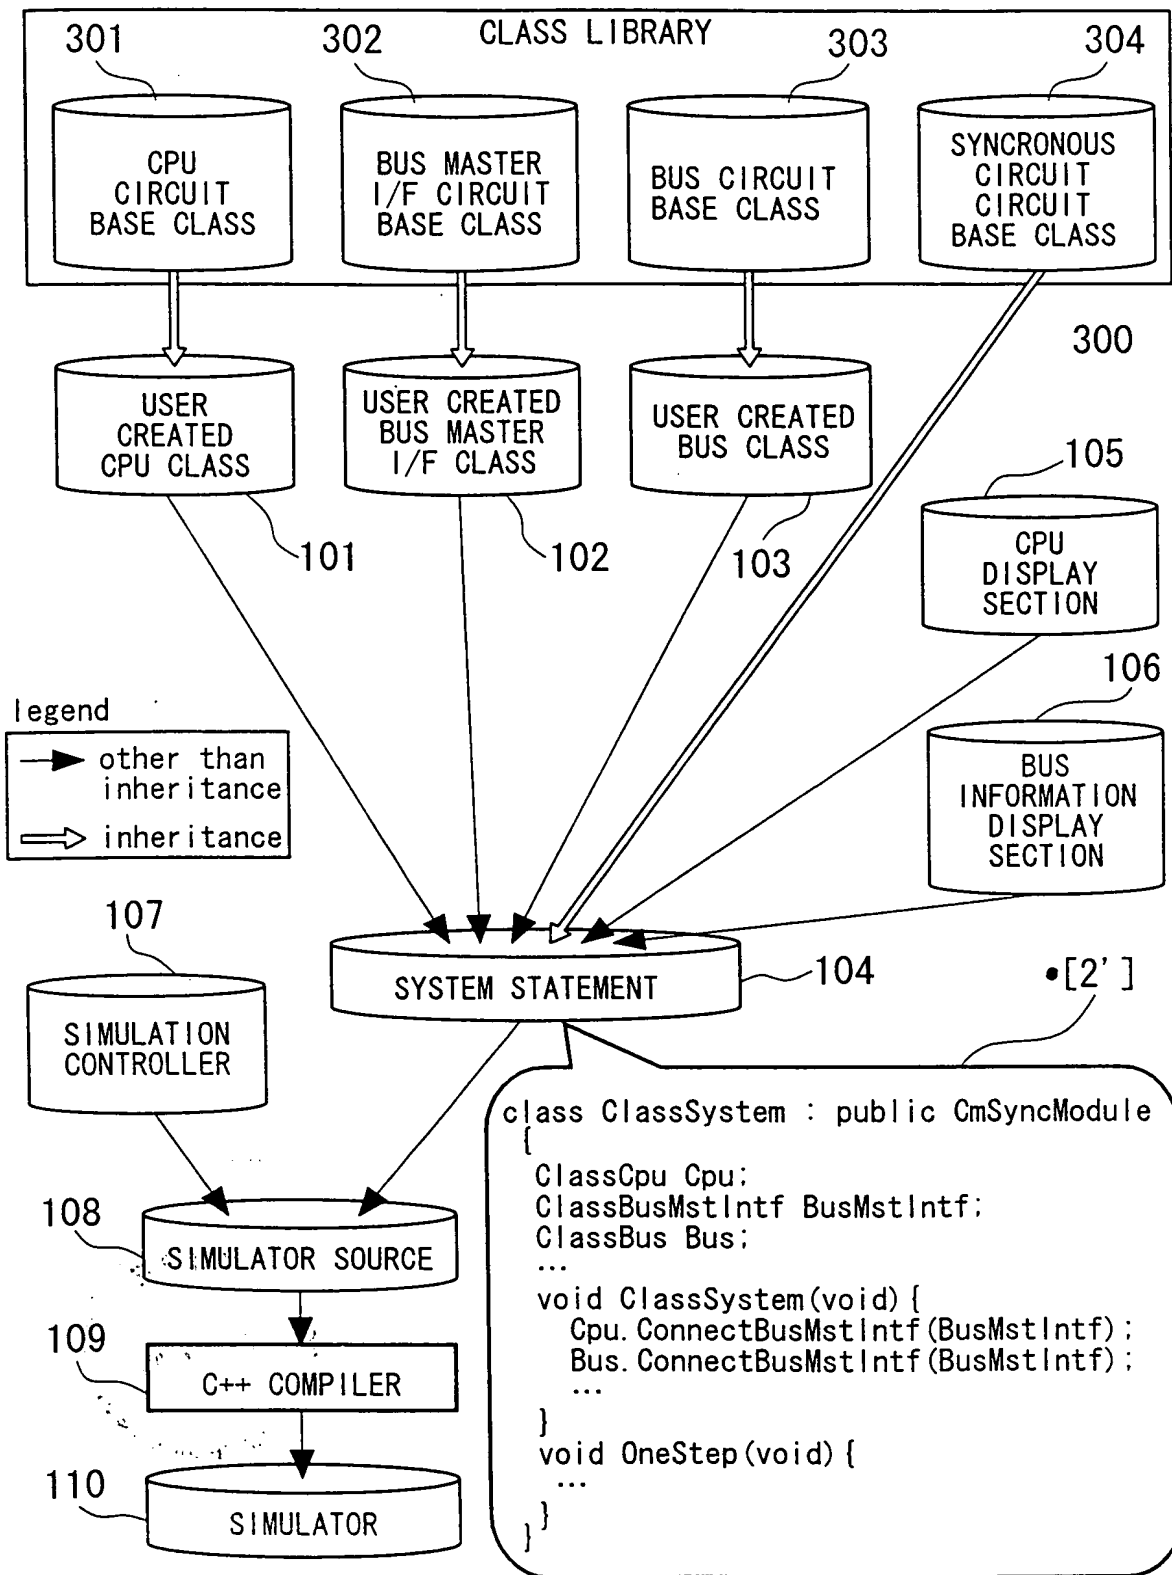 CLASS LIBRARY
301
302
303
304
CPU
CIRCUIT
BASE CLASS
BUS MASTER
I/F CIRCUIT
BASE CLASS
BUS CIRCUIT
BASE CLASS
SYNCRONOUS
CIRCUIT
CIRCUIT
BASE CLASS
300
USER
CREATED
CPU CLASS
USER CREATED
BUS MASTER
I/F CLASS
USER CREATED
BUS CLASS
101
102
103
105
CPU
DISPLAY
SECTION
106
BUS
INFORMATION
DISPLAY
SECTION
legend
other than
inheritance
inheritance
107
SIMULATION
CONTROLLER
SYSTEM STATEMENT
104
•[2']
class ClassSystem : public CmSyncModule
{
ClassCpu Cpu;
ClassBusMstIntf BusMstIntf;
ClassBus Bus;
...
void ClassSystem(void){
Cpu.ConnectBusMstIntf(BusMstIntf);
Bus.ConnectBusMstIntf(BusMstIntf);
...
}
void OneStep(void){
...
}
}
108
SIMULATOR SOURCE
109
C++ COMPILER
110
SIMULATOR